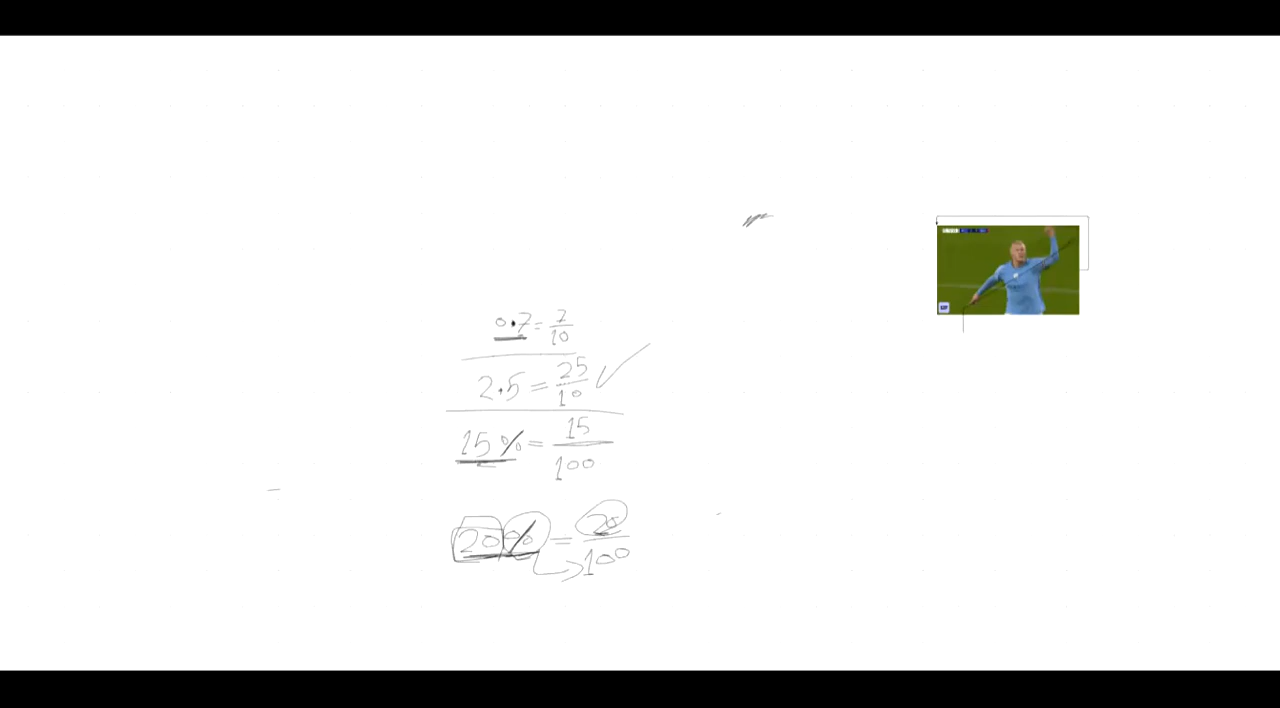 0.7 = 7/10
2.5 = 25/10
15% = 15/100
20% = 20/100